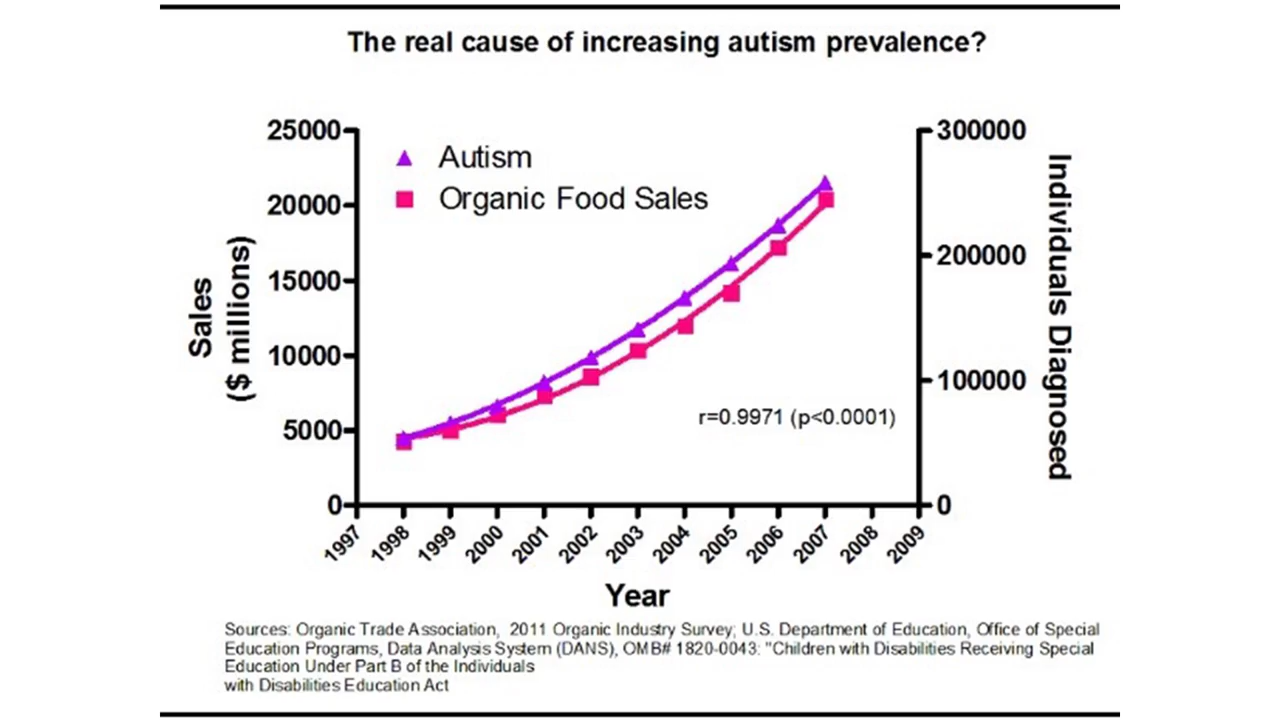 The real cause of increasing autism prevalence?
25000
20000
15000
10000
5000
0
Sales
($ millions)
Autism
Organic Food Sales
r=0.9971 (p<0.0001)
300000
200000
100000
0
Individuals Diagnosed
1997
1998
1999
2000
2001
2002
2003
2004
2005
2006
2007
2008
2009
Year
Sources: Organic Trade Association, 2011 Organic Industry Survey; U.S. Department of Education, Office of Special
Education Programs, Data Analysis System (DANS), OMB# 1820-0043: "Children with Disabilities Receiving Special
Education Under Part B of the Individuals
with Disabilities Education Act